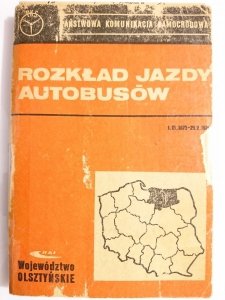 PAŃSTWOWA KOMUNIKACJA SAMOCHODOWA
ROZKŁAD JAZDY
AUTOBUSÓW
Województwo
OLSZTYŃSKIE